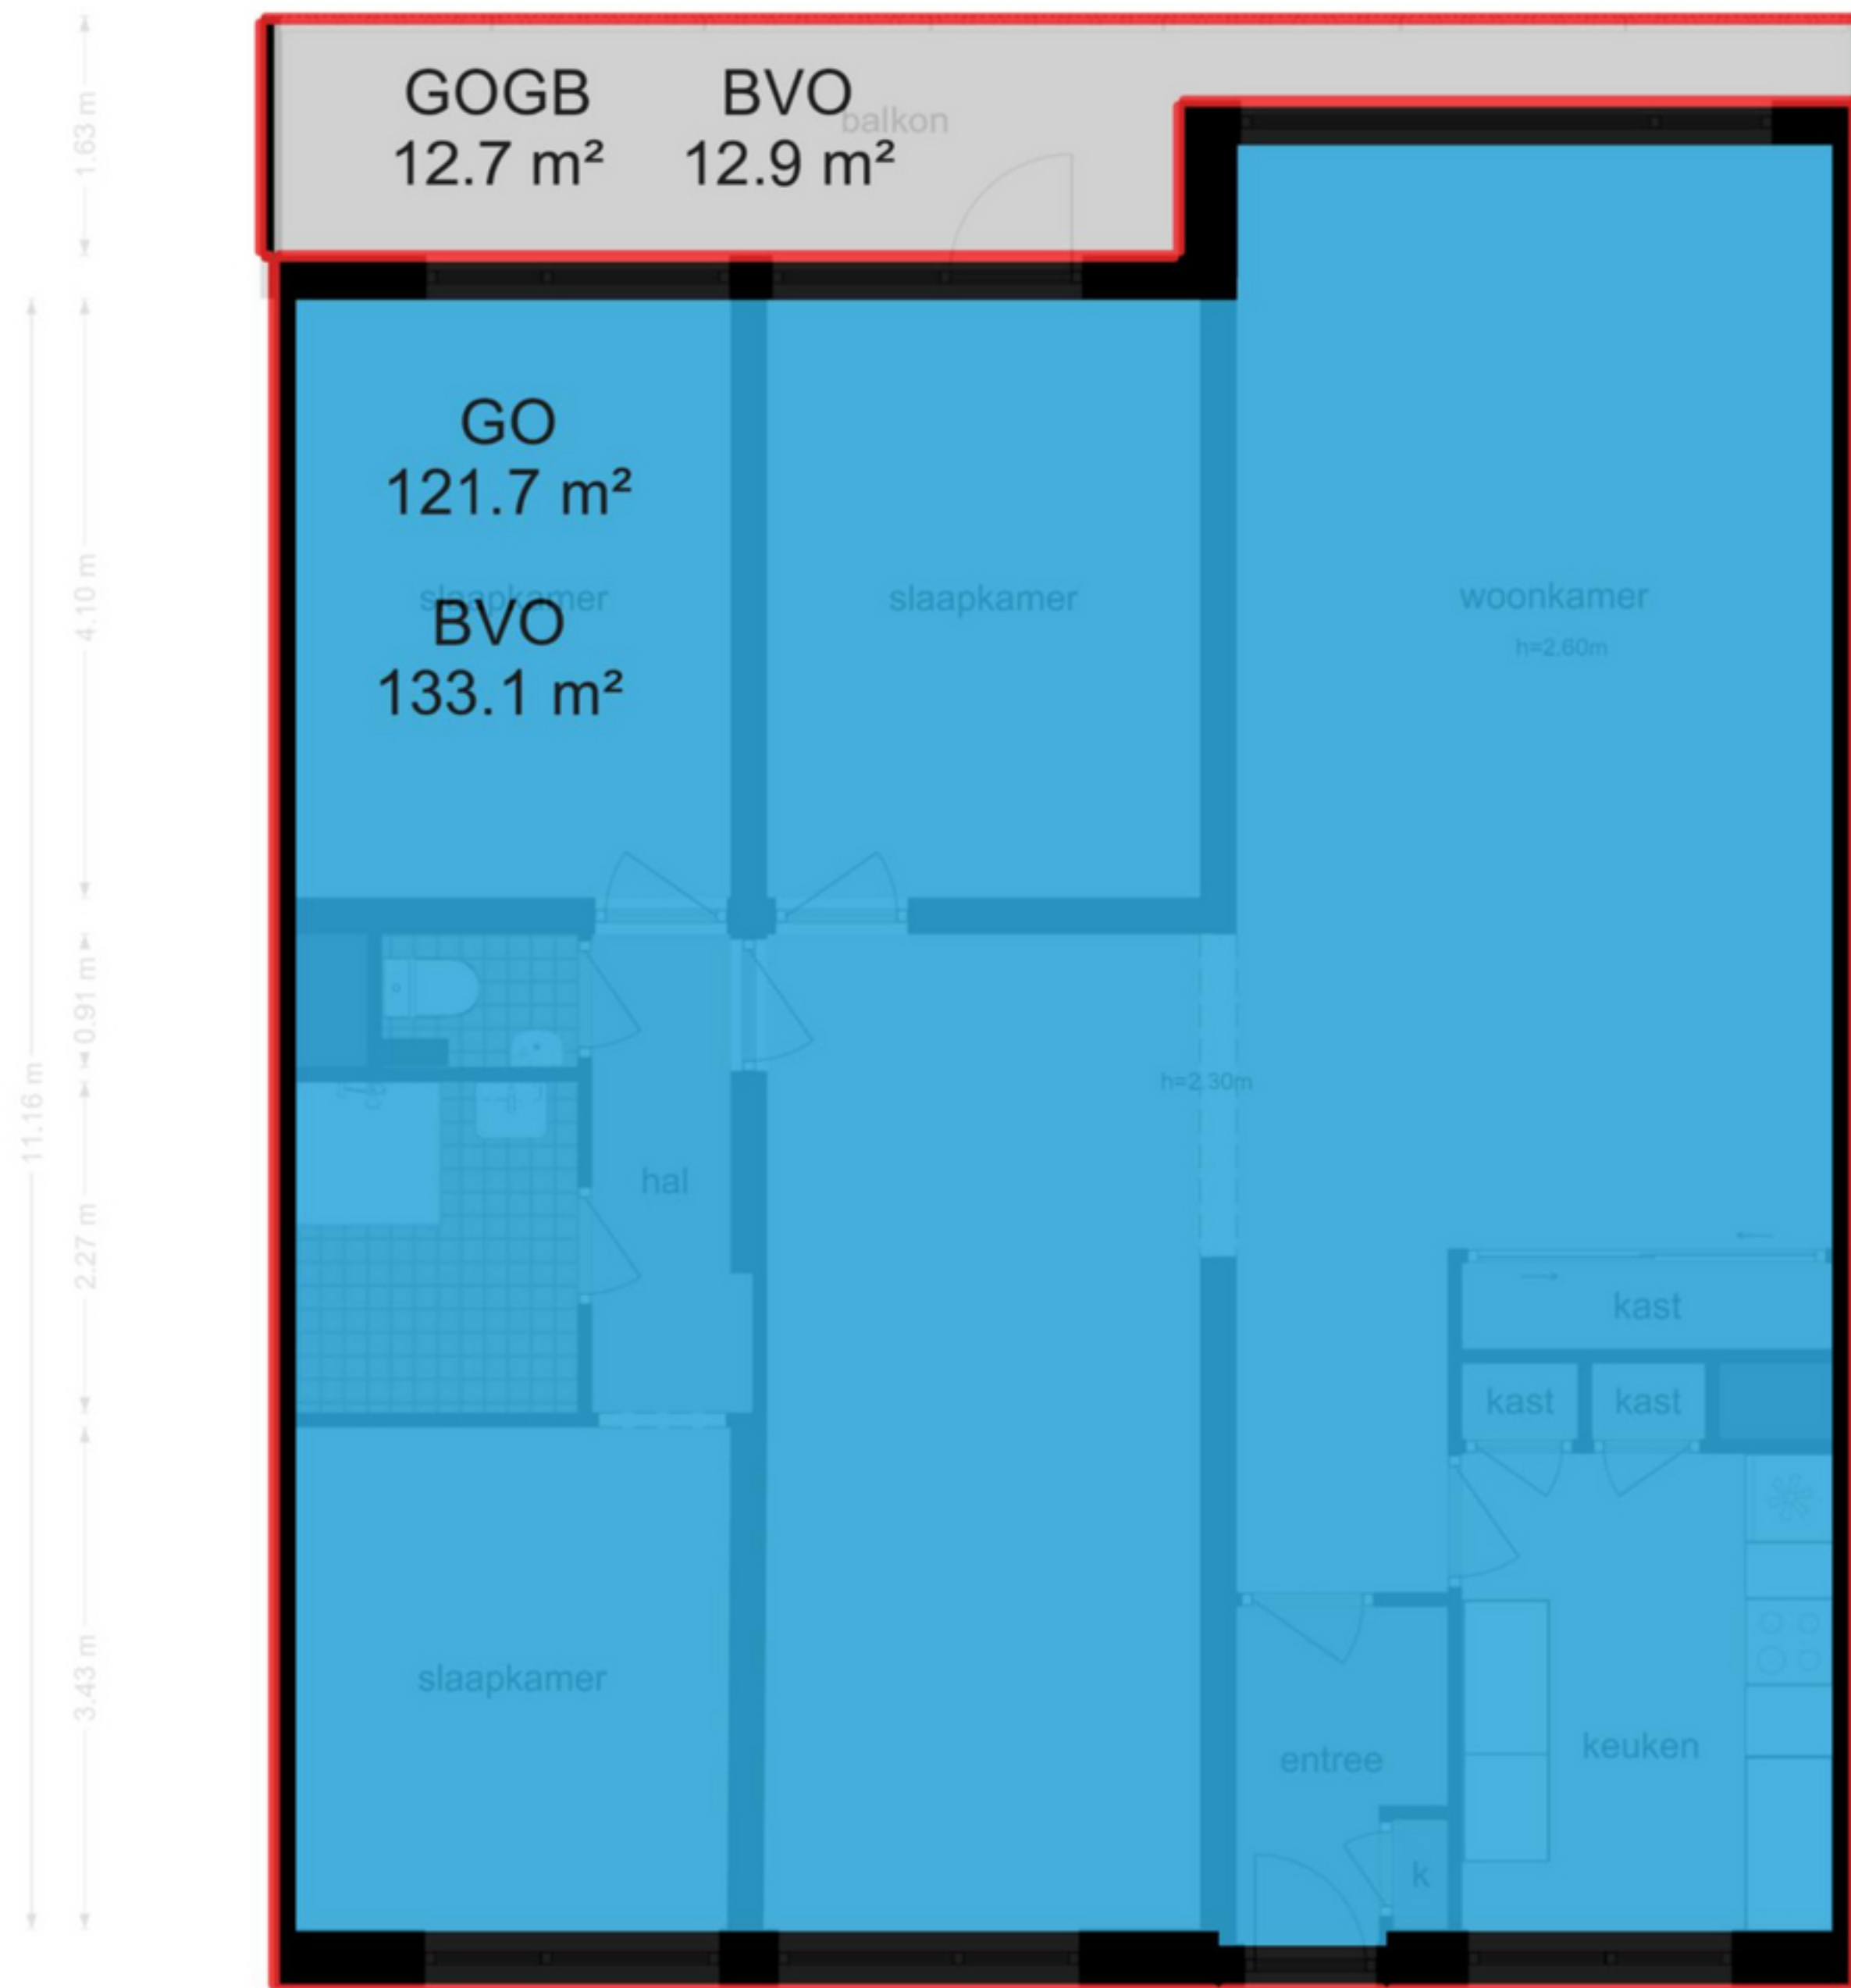 GOGB
12.7 m²
BVO
12.9 m²
balkon
1.63 m
GO
121.7 m²
slaapkamer
BVO
133.1 m²
slaapkamer
woonkamer
h=2.60m
4.10 m
0.91 m
11.16 m
h=2.30m
hal
2.27 m
kast
kast
kast
slaapkamer
3.43 m
entree
keuken
k